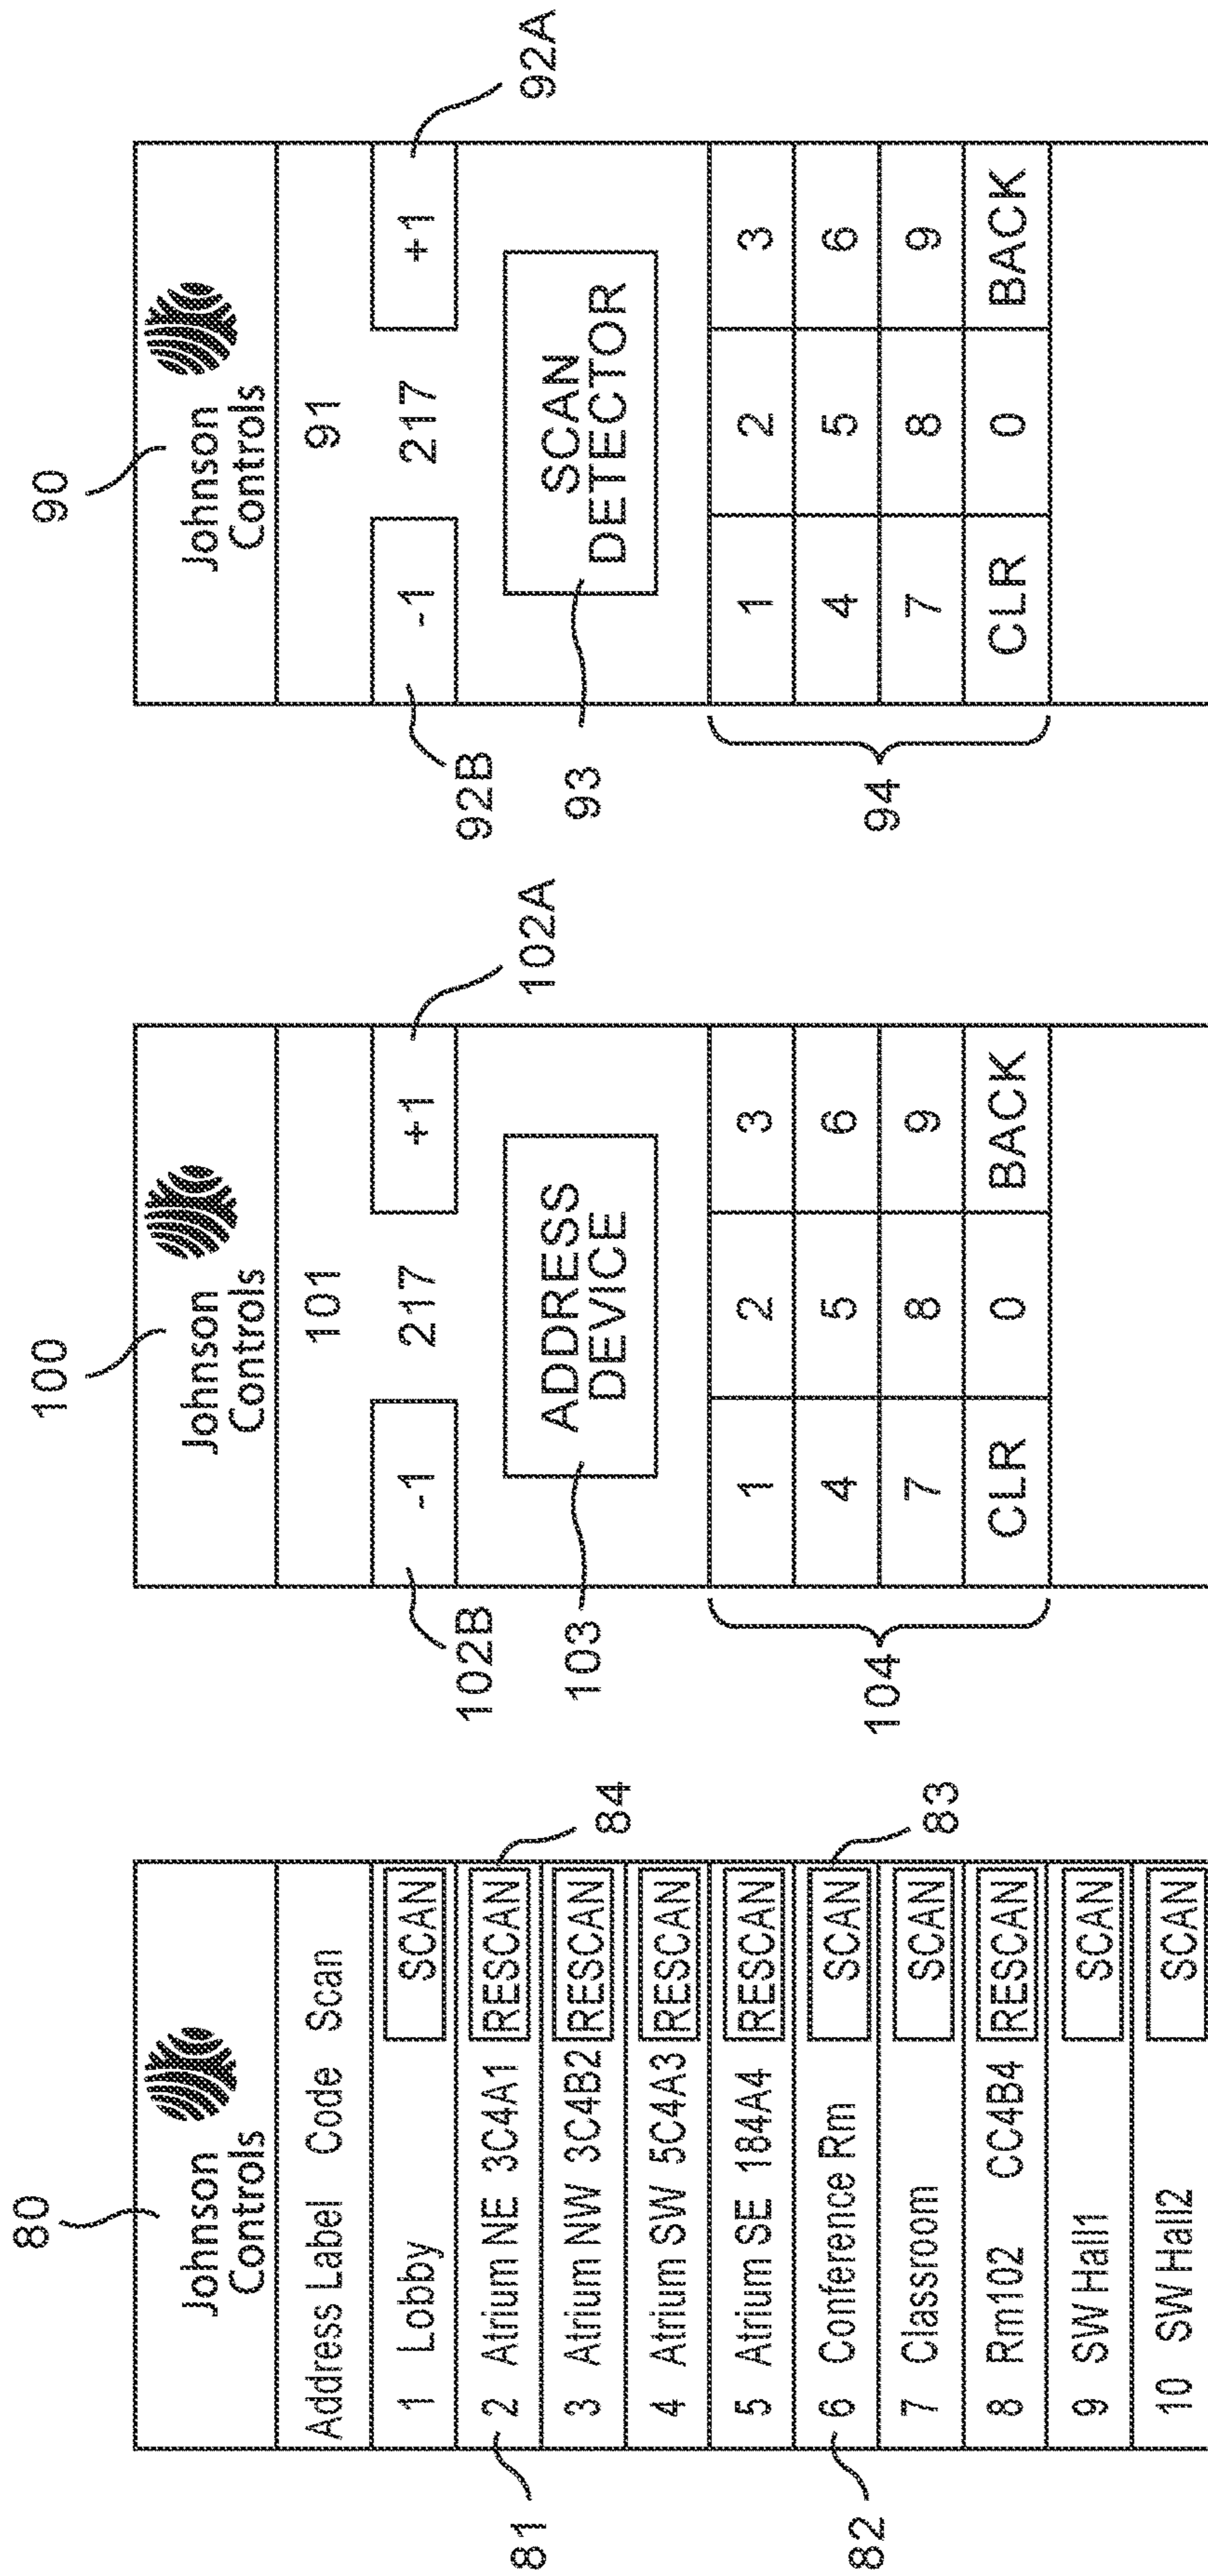 80
Johnson
Controls
Address Label Code Scan
1 Lobby SCAN
81 2 Atrium NE 3C4A1 RESCAN 84
3 Atrium NW 3C4B2 RESCAN
4 Atrium SW 5C4A3 RESCAN
5 Atrium SE 184A4 RESCAN
82 6 Conference Rm SCAN 83
7 Classroom SCAN
8 Rm102 CC4B4 RESCAN
9 SW Hall1 SCAN
10 SW Hall2 SCAN
100
Johnson
Controls
101
-1 217 +1
102B 102A
ADDRESS
DEVICE
103
1 2 3
4 5 6
7 8 9
CLR 0 BACK
104
90
Johnson
Controls
91
-1 217 +1
92B 92A
SCAN
DETECTOR
93
1 2 3
4 5 6
7 8 9
CLR 0 BACK
94